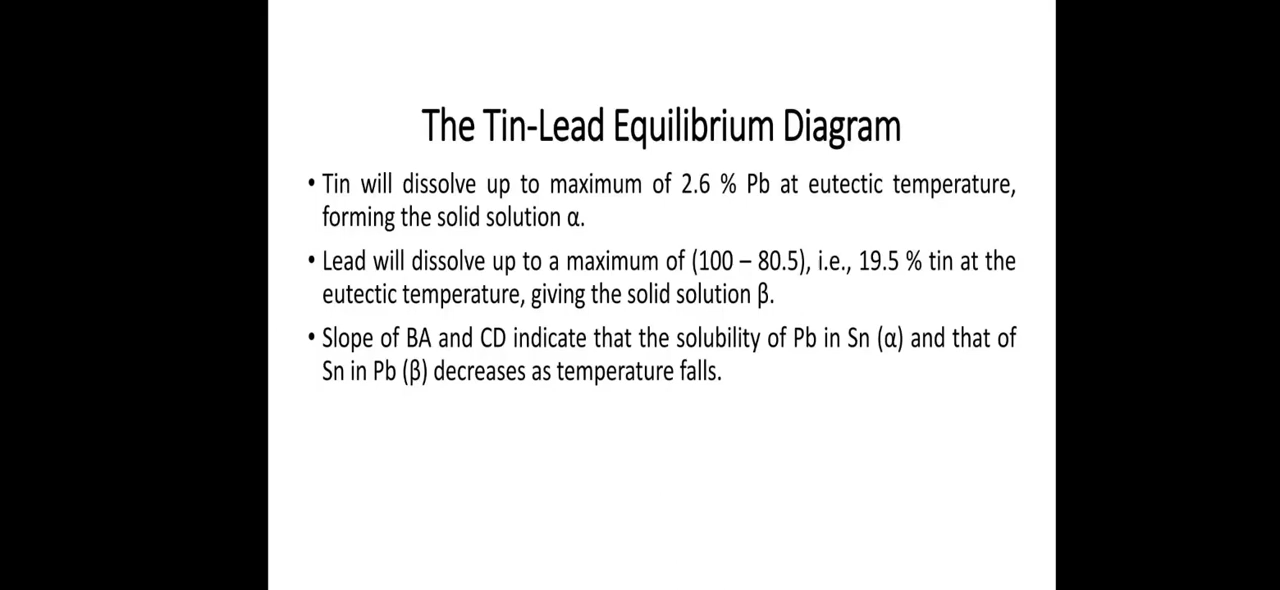 The Tin-Lead Equilibrium Diagram
• Tin will dissolve up to maximum of 2.6 % Pb at eutectic temperature,
forming the solid solution α.
• Lead will dissolve up to a maximum of (100 – 80.5), i.e., 19.5 % tin at the
eutectic temperature, giving the solid solution β.
• Slope of BA and CD indicate that the solubility of Pb in Sn (α) and that of
Sn in Pb (β) decreases as temperature falls.